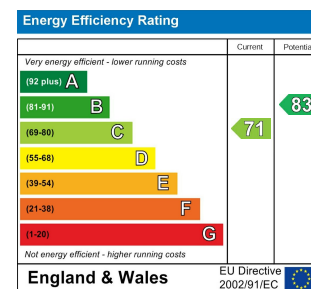 Energy Efficiency Rating
Current Potentia
Very energy efficient - lower running costs
(92 plus) A
(81-91) B
83
(69-80) C
71
(55-68) D
(39-54) E
(21-38) F
(1-20) G
Not energy efficient - higher running costs
England & Wales
EU Directive
2002/91/EC